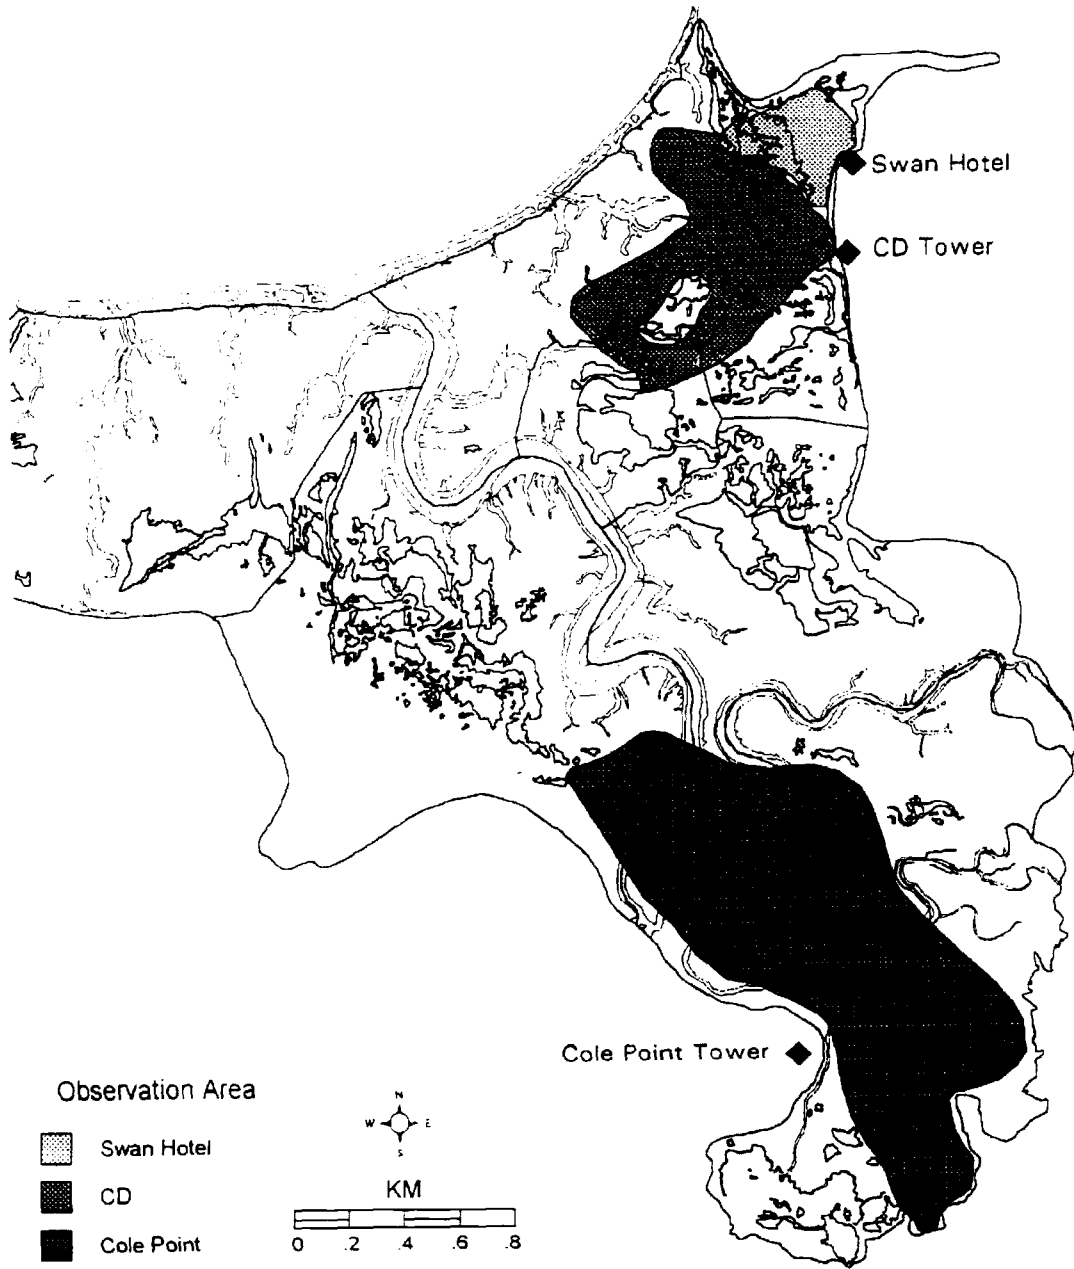 Swan Hotel
CD Tower
Cole Point Tower
Observation Area
Swan Hotel
CD
Cole Point
N
W E
S
KM
0 .2 .4 .6 .8